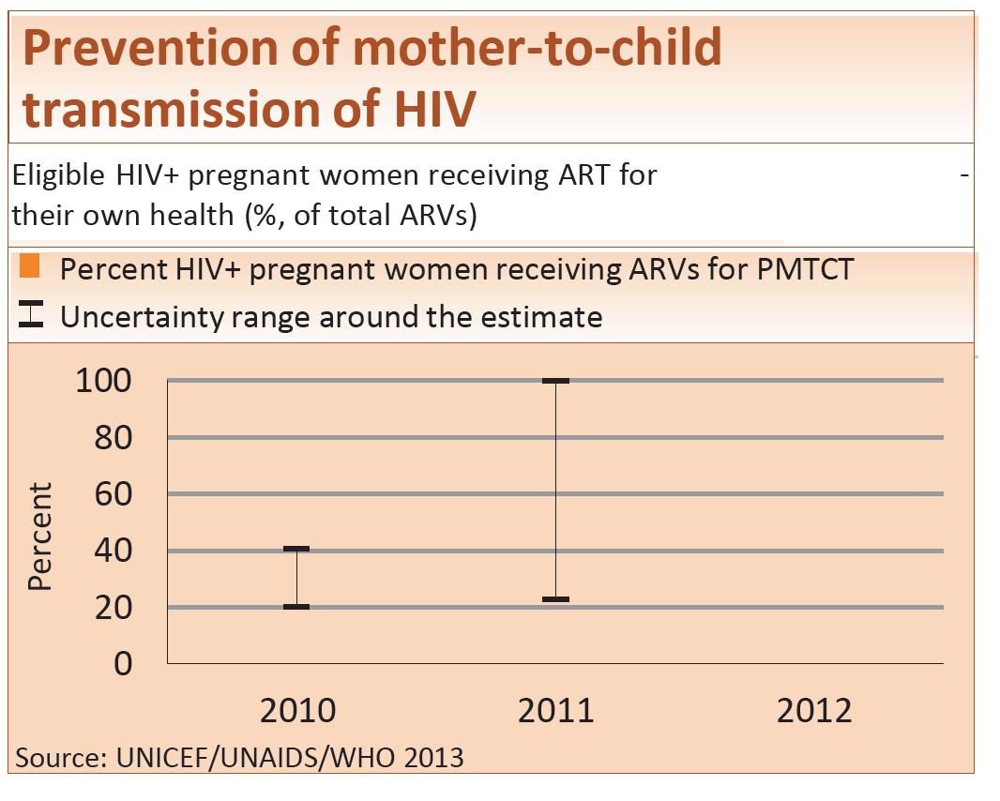 Prevention of mother-to-child
transmission of HIV
Eligible HIV+ pregnant women receiving ART for -
their own health (%, of total ARVs)
Percent HIV+ pregnant women receiving ARVs for PMTCT
Uncertainty range around the estimate
100
80
60
40
20
0
Percent
2010 2011 2012
Source: UNICEF/UNAIDS/WHO 2013